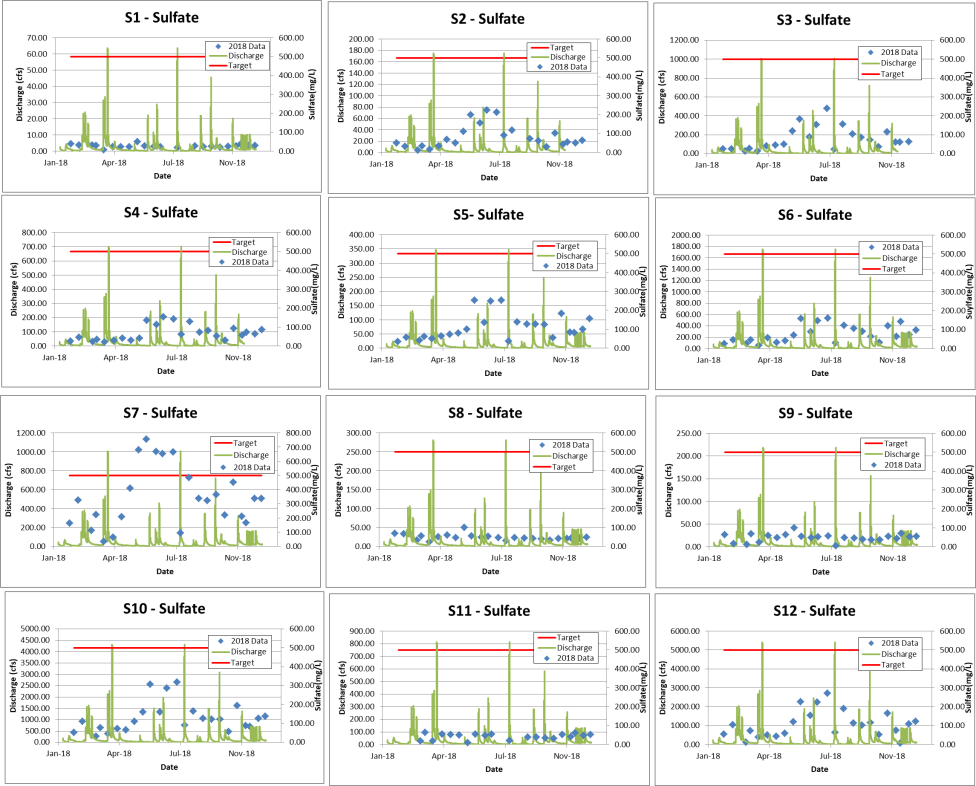 S1 - Sulfate
70.00
60.00
50.00
40.00
30.00
20.00
10.00
0.00
Discharge (cfs)
2018 Data
Discharge
Target
600.00
500.00
400.00
300.00
200.00
100.00
0.00
Sulfate(mg/L)
Jan-18 Apr-18 Jul-18 Nov-18
Date
S2 - Sulfate
200.00
180.00
160.00
140.00
120.00
100.00
80.00
60.00
40.00
20.00
0.00
Discharge (cfs)
Target
Discharge
2018 Data
600.00
500.00
400.00
300.00
200.00
100.00
0.00
Sulfate(mg/L)
Jan-18 Apr-18 Jul-18 Nov-18
Date
S3 - Sulfate
1200.00
1000.00
800.00
600.00
400.00
200.00
0.00
Discharge (cfs)
2018 Data
Discharge
Target
600.00
500.00
400.00
300.00
200.00
100.00
0.00
Sulfate(mg/L)
Jan-18 Apr-18 Jul-18 Nov-18
Date
S4 - Sulfate
800.00
700.00
600.00
500.00
400.00
300.00
200.00
100.00
0.00
Discharge (cfs)
Target
Discharge
2018 Data
600.00
500.00
400.00
300.00
200.00
100.00
0.00
Sulfate(mg/L)
Jan-18 Apr-18 Jul-18 Nov-18
Date
S5- Sulfate
400.00
350.00
300.00
250.00
200.00
150.00
100.00
50.00
0.00
Discharge (cfs)
Target
Discharge
2018 Data
600.00
500.00
400.00
300.00
200.00
100.00
0.00
Sulfate(mg/L)
Jan-18 Apr-18 Jul-18 Nov-18
Date
S6 - Sulfate
2000.00
1800.00
1600.00
1400.00
1200.00
1000.00
800.00
600.00
400.00
200.00
0.00
Discharge (cfs)
2018 Data
Discharge
Target
600.00
500.00
400.00
300.00
200.00
100.00
0.00
Jan-18 Apr-18 Jul-18 Nov-18
Date
S7 - Sulfate
1200.00
1000.00
800.00
600.00
400.00
200.00
0.00
Discharge (cfs)
Target
Discharge
2018 Data
800.00
700.00
600.00
500.00
400.00
300.00
200.00
100.00
0.00
Sulfate(mg/L)
Jan-18 Apr-18 Jul-18 Nov-18
Date
S8 - Sulfate
300.00
250.00
200.00
150.00
100.00
50.00
0.00
Discharge (cfs)
2018 Data
Discharge
Target
600.00
500.00
400.00
300.00
200.00
100.00
0.00
Sulfate(mg/L)
Jan-18 Apr-18 Jul-18 Nov-18
Date
S9 - Sulfate
250.00
200.00
150.00
100.00
50.00
0.00
Discharge (cfs)
Target
Discharge
2018 Data
600.00
500.00
400.00
300.00
200.00
100.00
0.00
Sulfate(mg/L)
Jan-18 Apr-18 Jul-18 Nov-18
Date
S10 - Sulfate
5000.00
4500.00
4000.00
3500.00
3000.00
2500.00
2000.00
1500.00
1000.00
500.00
0.00
Discharge (cfs)
2018 Data
Discharge
Target
600.00
500.00
400.00
300.00
200.00
100.00
0.00
Sulfate(mg/L)
Jan-18 Apr-18 Jul-18 Nov-18
Date
S11 - Sulfate
900.00
800.00
700.00
600.00
500.00
400.00
300.00
200.00
100.00
0.00
Discharge (cfs)
Target
Discharge
2018 Data
600.00
500.00
400.00
300.00
200.00
100.00
0.00
Sulfate(mg/L)
Jan-18 Apr-18 Jul-18 Nov-18
Date
S12 - Sulfate
6000.00
5000.00
4000.00
3000.00
2000.00
1000.00
0.00
Discharge (cfs)
2018 Data
Discharge
Target
600.00
500.00
400.00
300.00
200.00
100.00
0.00
Sulfate(mg/L)
Jan-18 Apr-18 Jul-18 Nov-18
Date